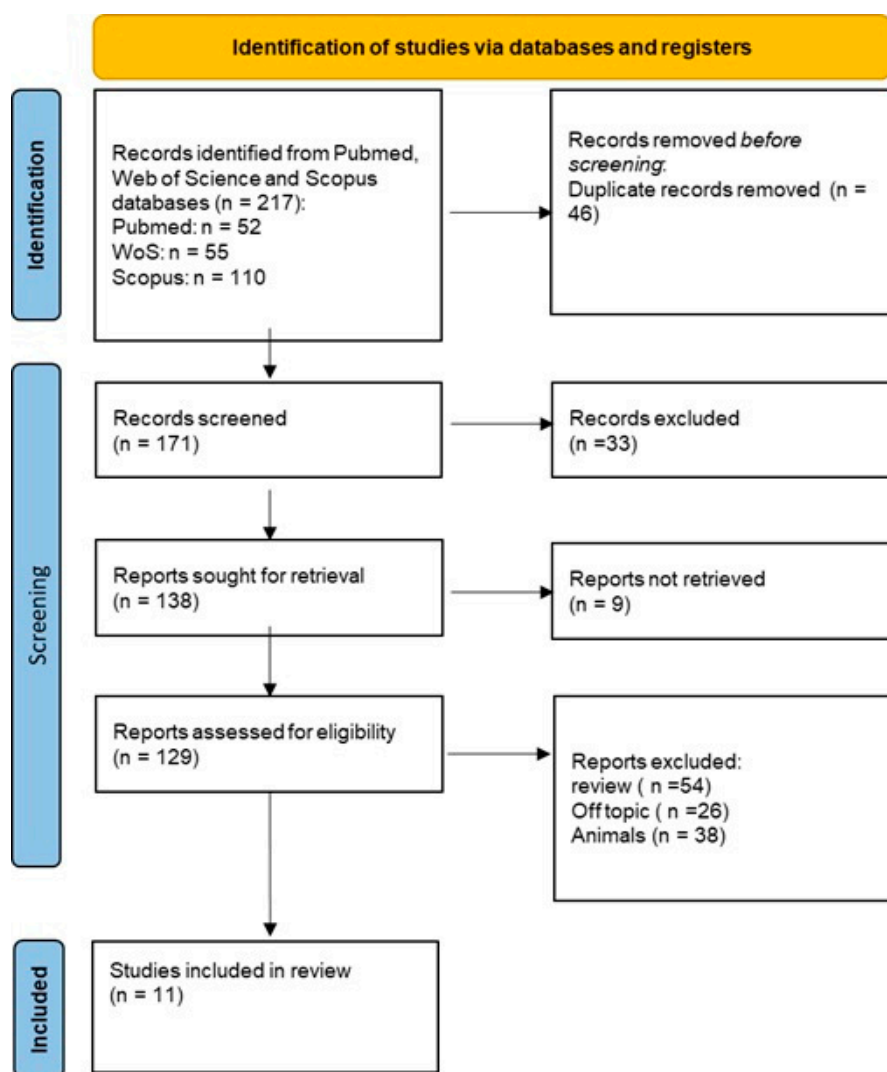 Identification of studies via databases and registers
Identification
Records identified from Pubmed,
Web of Science and Scopus
databases (n = 217):
Pubmed: n = 52
WoS: n = 55
Scopus: n = 110
Records removed before
screening:
Duplicate records removed (n =
46)
Screening
Records screened
(n = 171)
Records excluded
(n =33)
Reports sought for retrieval
(n = 138)
Reports not retrieved
(n = 9)
Reports assessed for eligibility
(n = 129)
Reports excluded:
review ( n =54)
Off topic ( n =26)
Animals (n = 38)
Included
Studies included in review
(n = 11)